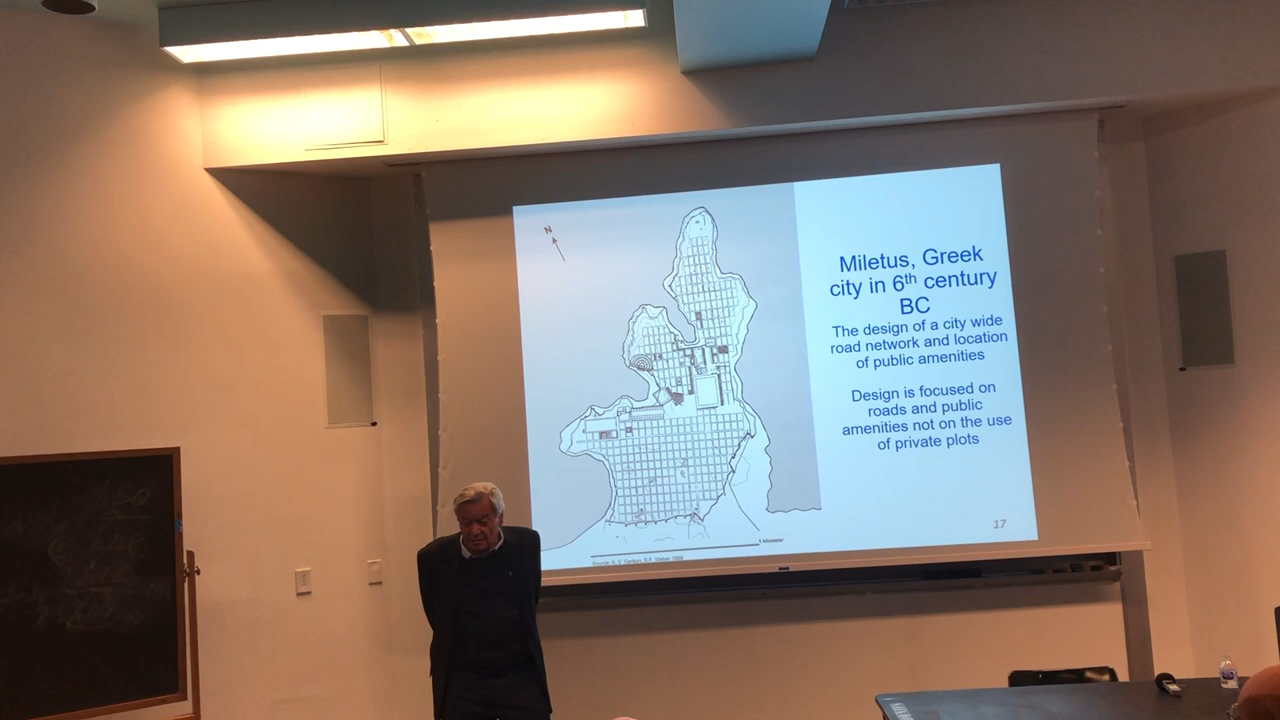 N
Miletus, Greek
city in 6th century
BC
The design of a city wide
road network and location
of public amenities
Design is focused on
roads and public
amenities not on the use
of private plots
1 kilometer
17